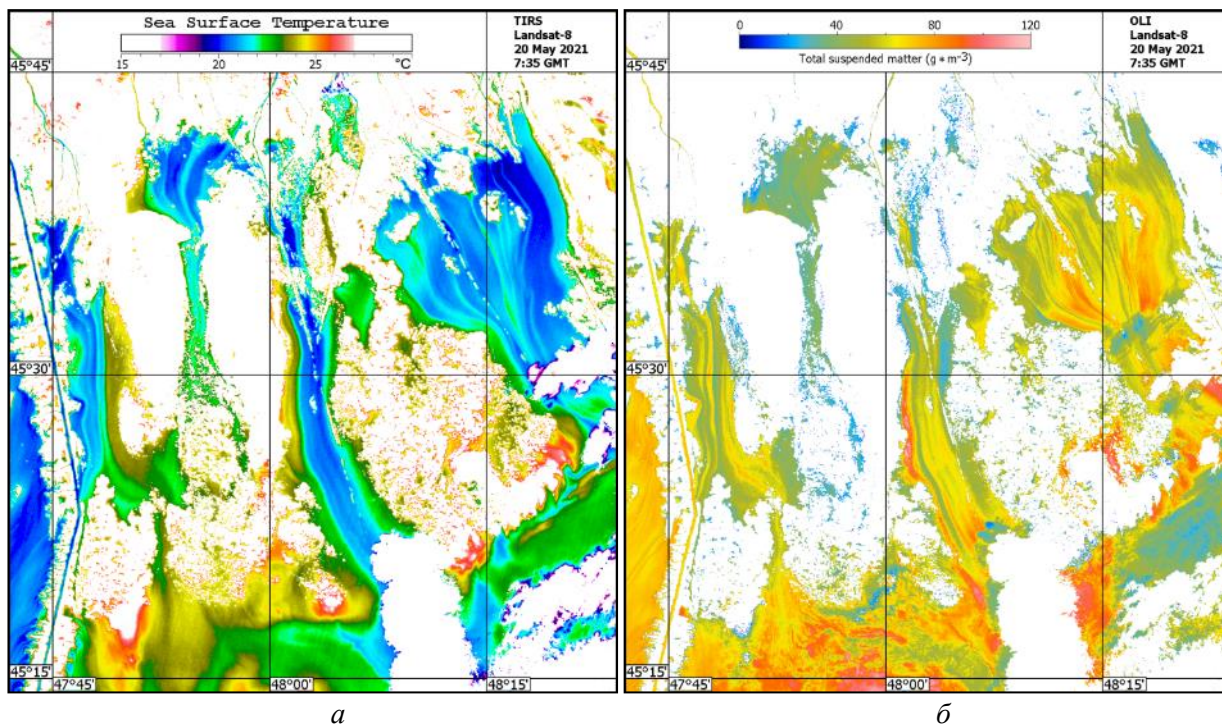 Sea Surface Temperature
15 20 25 °C
TIRS
Landsat-8
20 May 2021
7:35 GMT
45°45'
45°30'
45°15'
47°45' 48°00' 48°15'
а
0 40 80 120
Total suspended matter (g * m⁻³)
OLI
Landsat-8
20 May 2021
7:35 GMT
45°45'
45°30'
45°15'
47°45' 48°00' 48°15'
б